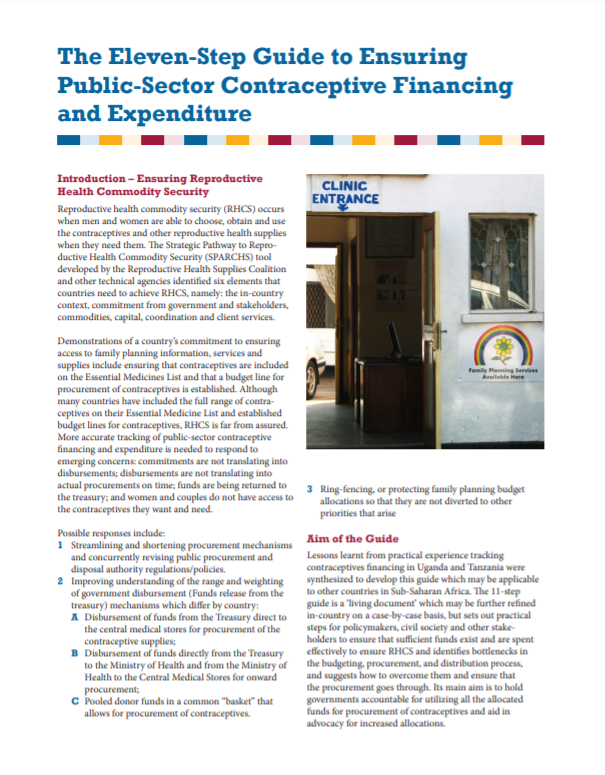 The Eleven-Step Guide to Ensuring
Public-Sector Contraceptive Financing
and Expenditure
Introduction – Ensuring Reproductive
Health Commodity Security
Reproductive health commodity security (RHCS) occurs
when men and women are able to choose, obtain and use
the contraceptives and other reproductive health supplies
when they need them. The Strategic Pathway to Repro-
ductive Health Commodity Security (SPARCHS) tool
developed by the Reproductive Health Supplies Coalition
and other technical agencies identified six elements that
countries need to achieve RHCS, namely: the in-country
context, commitment from government and stakeholders,
commodities, capital, coordination and client services.
Demonstrations of a country's commitment to ensuring
access to family planning information, services and
supplies include ensuring that contraceptives are included
on the Essential Medicines List and that a budget line for
procurement of contraceptives is established. Although
many countries have included the full range of contra-
ceptives on their Essential Medicine List and established
budget lines for contraceptives, RHCS is far from assured.
More accurate tracking of public-sector contraceptive
financing and expenditure is needed to respond to
emerging concerns: commitments are not translating into
disbursements; disbursements are not translating into
actual procurements on time; funds are being returned to
the treasury; and women and couples do not have access to
the contraceptives they want and need.
Possible responses include:
1 Streamlining and shortening procurement mechanisms
and concurrently revising public procurement and
disposal authority regulations/policies.
2 Improving understanding of the range and weighting
of government disbursement (Funds release from the
treasury) mechanisms which differ by country:
A Disbursement of funds from the Treasury direct to
the central medical stores for procurement of the
contraceptive supplies;
B Disbursement of funds directly from the Treasury
to the Ministry of Health and from the Ministry of
Health to the Central Medical Stores for onward
procurement;
C Pooled donor funds in a common "basket" that
allows for procurement of contraceptives.
CLINIC
ENTRANCE
Family Planning Services
Available Here
3 Ring-fencing, or protecting family planning budget
allocations so that they are not diverted to other
priorities that arise
Aim of the Guide
Lessons learnt from practical experience tracking
contraceptives financing in Uganda and Tanzania were
synthesized to develop this guide which may be applicable
to other countries in Sub-Saharan Africa. The 11-step
guide is a 'living document' which may be further refined
in-country on a case-by-case basis, but sets out practical
steps for policymakers, civil society and other stake-
holders to ensure that sufficient funds exist and are spent
effectively to ensure RHCS and identifies bottlenecks in
the budgeting, procurement, and distribution process,
and suggests how to overcome them and ensure that
the procurement goes through. Its main aim is to hold
governments accountable for utilizing all the allocated
funds for procurement of contraceptives and aid in
advocacy for increased allocations.